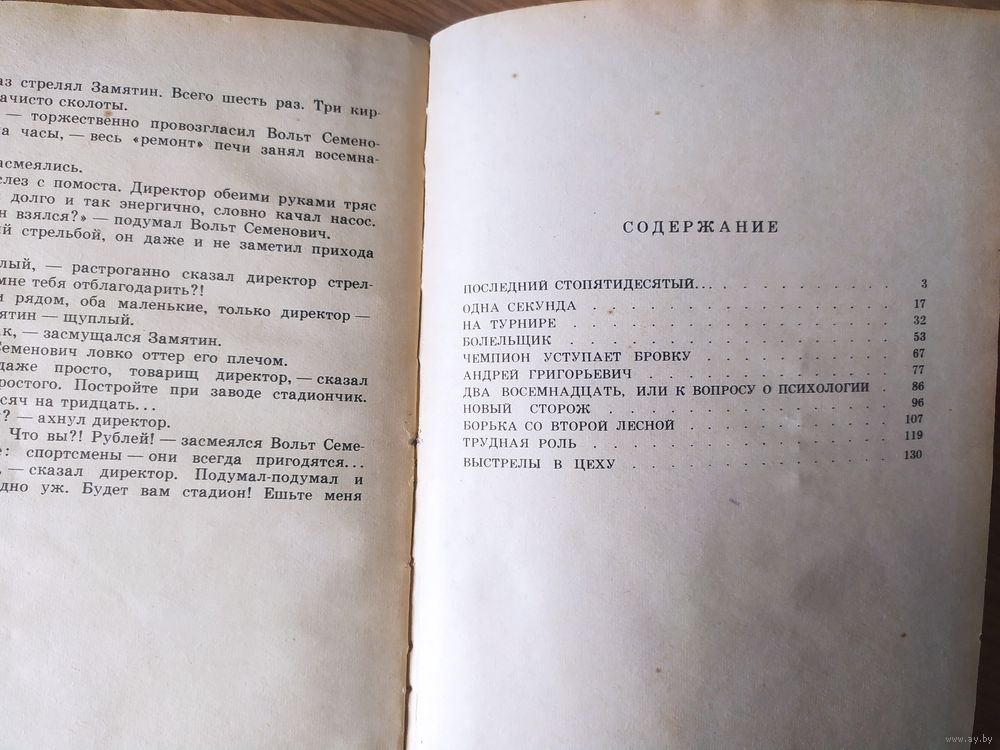 аз стрелял Замятин. Всего шесть раз. Три кир-
ачисто сколоты.
— торжественно провозгласил Вольт Семено-
а часы, — весь «ремонт» печи занял восемна-
асмеялись.
слез с помоста. Директор обеими руками тряс
долго и так энергично, словно качал насос.
н взялся?» — подумал Вольт Семенович.
й стрельбой, он даже и не заметил прихода
лый, — растроганно сказал директор стрел-
мне тебя отблагодарить?!
и рядом, оба маленькие, только директор —
мятин — щуплый.
к, — засмущался Замятин.
Семенович ловко оттер его плечом.
даже просто, товарищ директор, — сказал
ростого. Постройте при заводе стадиончик.
сяч на тридцать...
? — ахнул директор.
Что вы?! Рублей! — засмеялся Вольт Семе-
е: спортсмены — они всегда пригодятся...
, — сказал директор. Подумал-подумал и
дно уж. Будет вам стадион! Ешьте меня
СОДЕРЖАНИЕ
ПОСЛЕДНИЙ СТОПЯТИДЕСЯТЫЙ... 3
ОДНА СЕКУНДА 17
НА ТУРНИРЕ 32
БОЛЕЛЬЩИК 53
ЧЕМПИОН УСТУПАЕТ БРОВКУ 67
АНДРЕЙ ГРИГОРЬЕВИЧ 77
ДВА ВОСЕМНАДЦАТЬ, ИЛИ К ВОПРОСУ О ПСИХОЛОГИИ 86
НОВЫЙ СТОРОЖ 96
БОРЬКА СО ВТОРОЙ ЛЕСНОЙ 107
ТРУДНАЯ РОЛЬ 119
ВЫСТРЕЛЫ В ЦЕХУ 130
www.ay.by